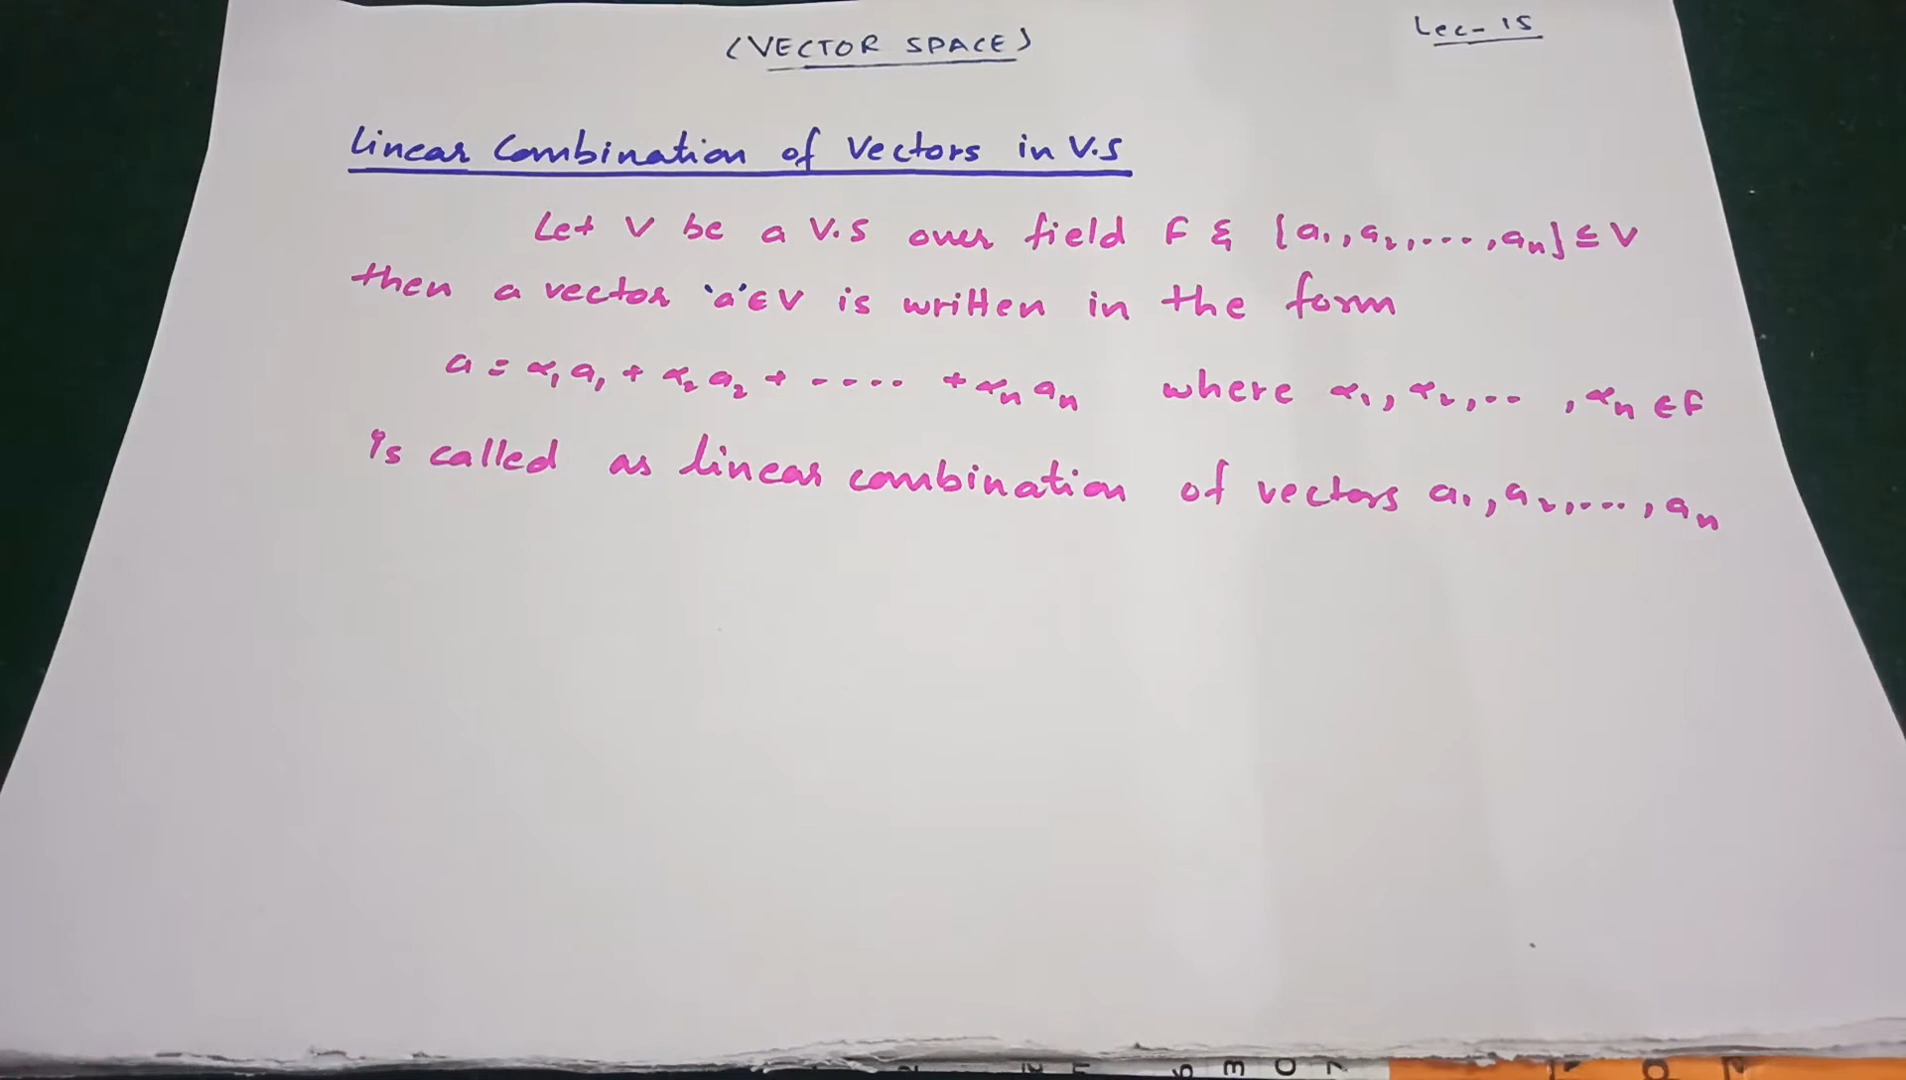 (VECTOR SPACE)
Lec-15
Linear Combination of Vectors in V.S
Let V be a V.S over field F & {a₁,a₂,....,aₙ} ⊆ V
then a vector 'a' ∈ V is written in the form
a = α₁a₁ + α₂a₂ + .... + αₙaₙ where α₁, α₂,.. , αₙ ∈ F
is called as linear combination of vectors a₁,a₂,...,aₙ